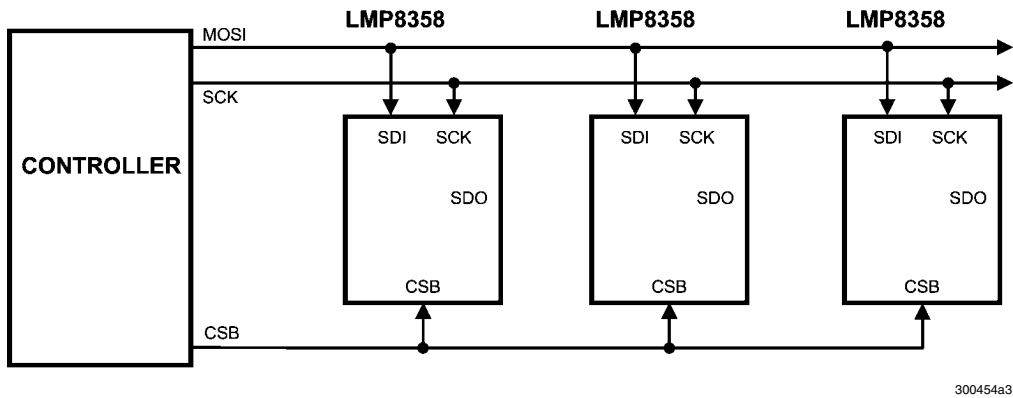 LMP8358 LMP8358 LMP8358
MOSI
SCK
SDI SCK SDI SCK SDI SCK
CONTROLLER
SDO SDO SDO
CSB CSB CSB
CSB
300454a3